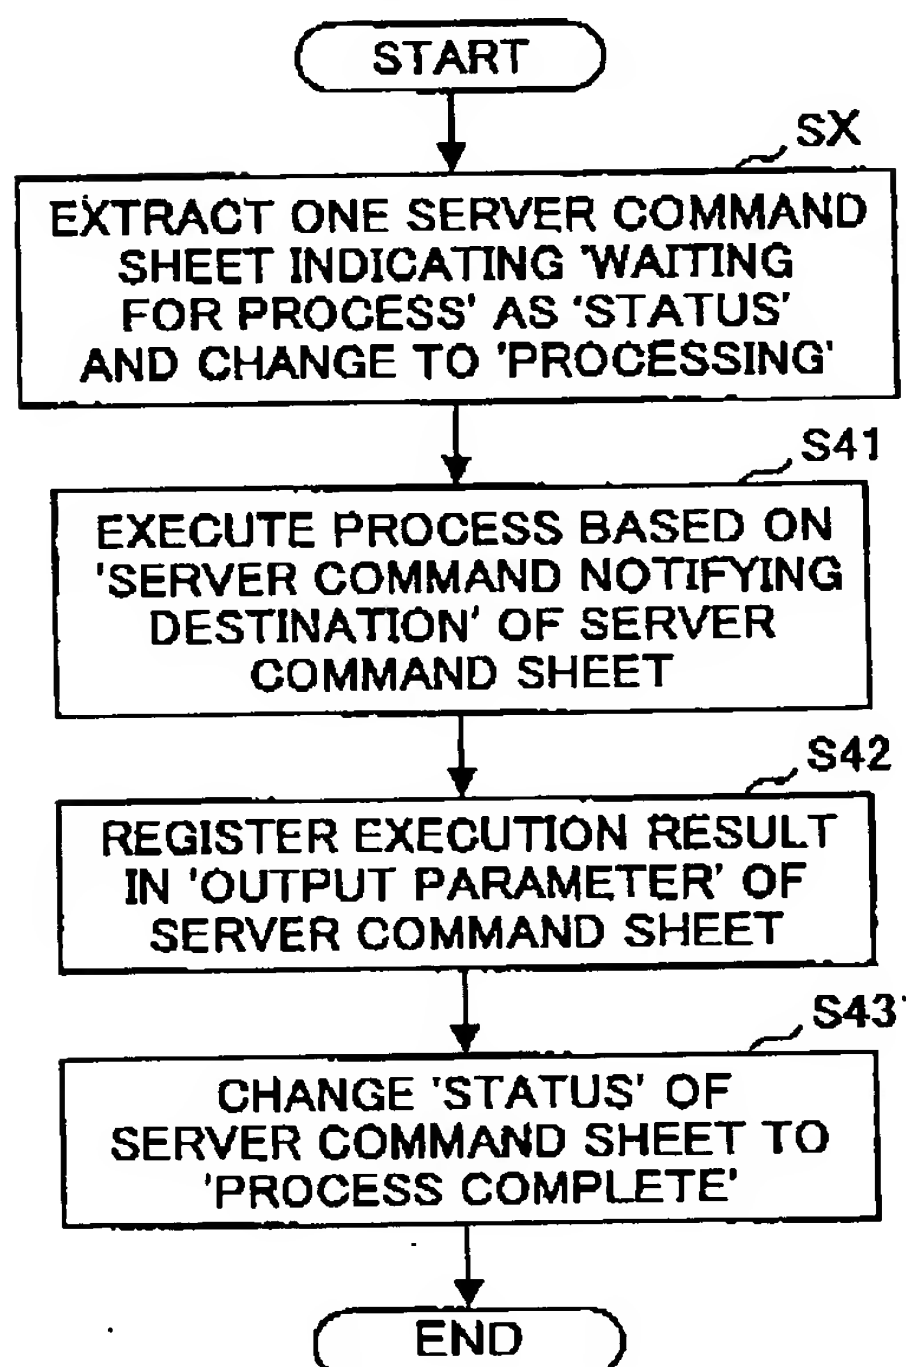 START
SX
EXTRACT ONE SERVER COMMAND
SHEET INDICATING 'WAITING
FOR PROCESS' AS 'STATUS'
AND CHANGE TO 'PROCESSING'
S41
EXECUTE PROCESS BASED ON
'SERVER COMMAND NOTIFYING
DESTINATION' OF SERVER
COMMAND SHEET
S42
REGISTER EXECUTION RESULT
IN 'OUTPUT PARAMETER' OF
SERVER COMMAND SHEET
S43
CHANGE 'STATUS' OF
SERVER COMMAND SHEET TO
'PROCESS COMPLETE'
END